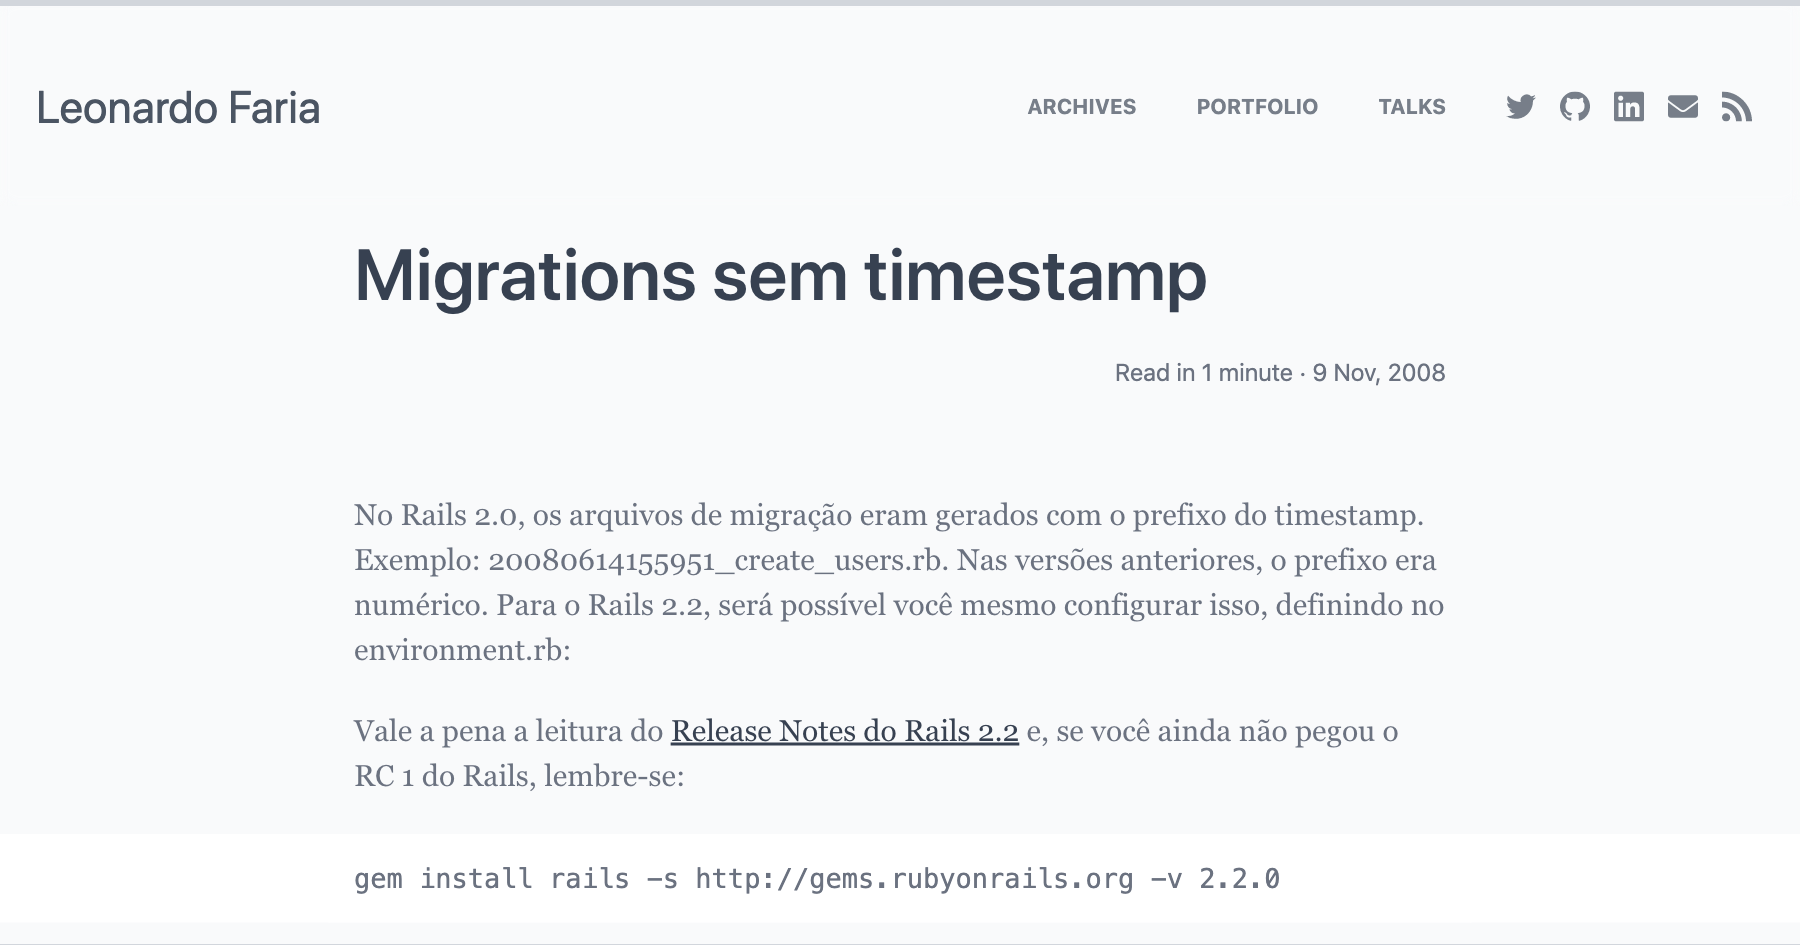 Leonardo Faria
ARCHIVES PORTFOLIO TALKS
Migrations sem timestamp
Read in 1 minute · 9 Nov, 2008
No Rails 2.0, os arquivos de migração eram gerados com o prefixo do timestamp.
Exemplo: 20080614155951_create_users.rb. Nas versões anteriores, o prefixo era
numérico. Para o Rails 2.2, será possível você mesmo configurar isso, definindo no
environment.rb:
Vale a pena a leitura do Release Notes do Rails 2.2 e, se você ainda não pegou o
RC 1 do Rails, lembre-se:
gem install rails -s http://gems.rubyonrails.org -v 2.2.0